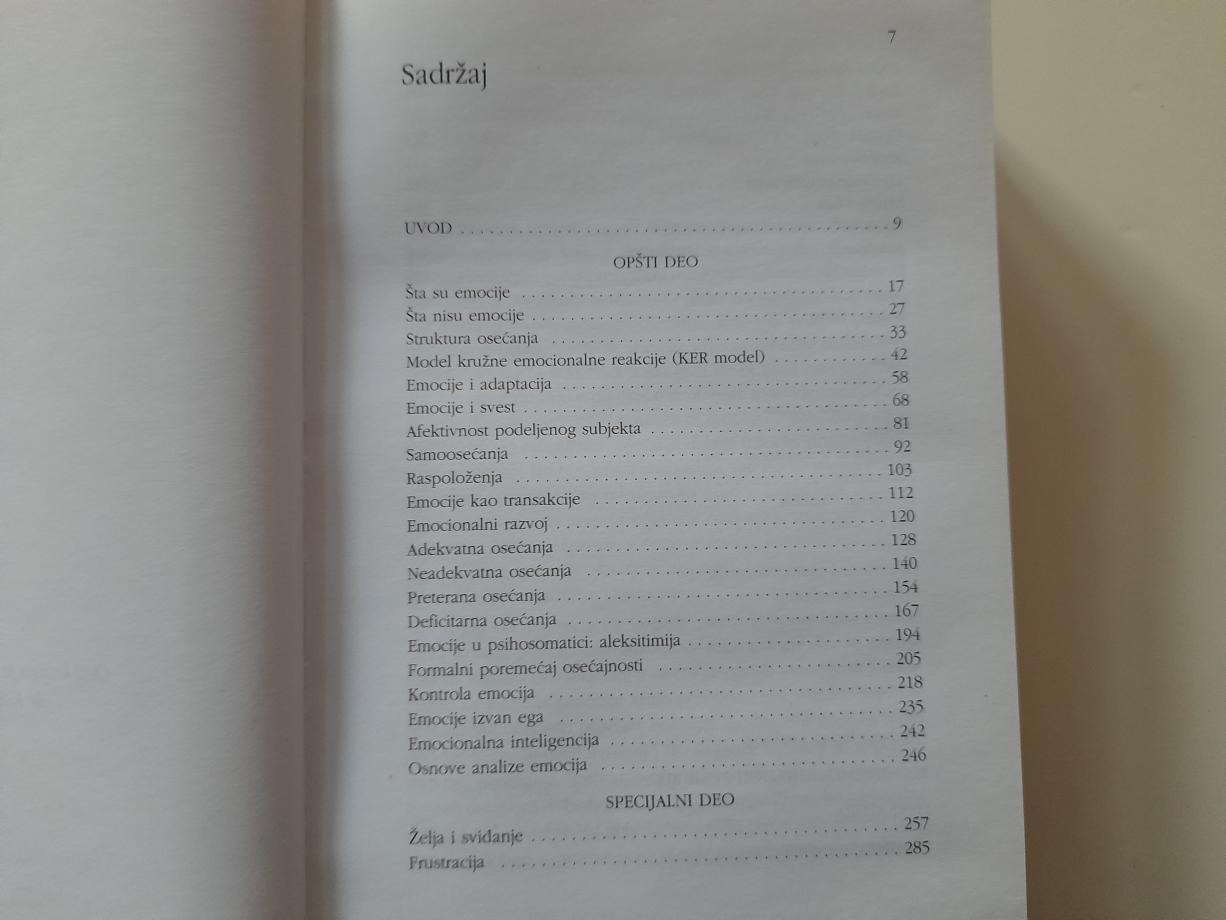 7
Sadržaj
UVOD . . . . . . . . . . . . . . . . . . . . . . . . . . . . . . . . . . . . . . . . . . . . 9
OPŠTI DEO
Šta su emocije . . . . . . . . . . . . . . . . . . . . . . . . . . . . . . . . . . . . . 17
Šta nisu emocije . . . . . . . . . . . . . . . . . . . . . . . . . . . . . . . . . . . . 27
Struktura osećanja . . . . . . . . . . . . . . . . . . . . . . . . . . . . . . . . . . 33
Model kružne emocionalne reakcije (KER model) . . . . . . . . . . . . 42
Emocije i adaptacija . . . . . . . . . . . . . . . . . . . . . . . . . . . . . . . . . 58
Emocije i svest . . . . . . . . . . . . . . . . . . . . . . . . . . . . . . . . . . . . . 68
Afektivnost podeljenog subjekta . . . . . . . . . . . . . . . . . . . . . . . . 81
Samoosećanja . . . . . . . . . . . . . . . . . . . . . . . . . . . . . . . . . . . . . 92
Raspoloženja . . . . . . . . . . . . . . . . . . . . . . . . . . . . . . . . . . . . . . 103
Emocije kao transakcije . . . . . . . . . . . . . . . . . . . . . . . . . . . . . . 112
Emocionalni razvoj . . . . . . . . . . . . . . . . . . . . . . . . . . . . . . . . . . 120
Adekvatna osećanja . . . . . . . . . . . . . . . . . . . . . . . . . . . . . . . . . 128
Neadekvatna osećanja . . . . . . . . . . . . . . . . . . . . . . . . . . . . . . . 140
Preterana osećanja . . . . . . . . . . . . . . . . . . . . . . . . . . . . . . . . . . 154
Deficitarna osećanja . . . . . . . . . . . . . . . . . . . . . . . . . . . . . . . . . 167
Emocije u psihosomatici: aleksitimija . . . . . . . . . . . . . . . . . . . . . 194
Formalni poremećaj osećajnosti . . . . . . . . . . . . . . . . . . . . . . . . 205
Kontrola emocija . . . . . . . . . . . . . . . . . . . . . . . . . . . . . . . . . . . 218
Emocije izvan ega . . . . . . . . . . . . . . . . . . . . . . . . . . . . . . . . . . 235
Emocionalna inteligencija . . . . . . . . . . . . . . . . . . . . . . . . . . . . . 242
Osnove analize emocija . . . . . . . . . . . . . . . . . . . . . . . . . . . . . . 246
SPECIJALNI DEO
Želja i sviđanje . . . . . . . . . . . . . . . . . . . . . . . . . . . . . . . . . . . . . 257
Frustracija . . . . . . . . . . . . . . . . . . . . . . . . . . . . . . . . . . . . . . . . 285